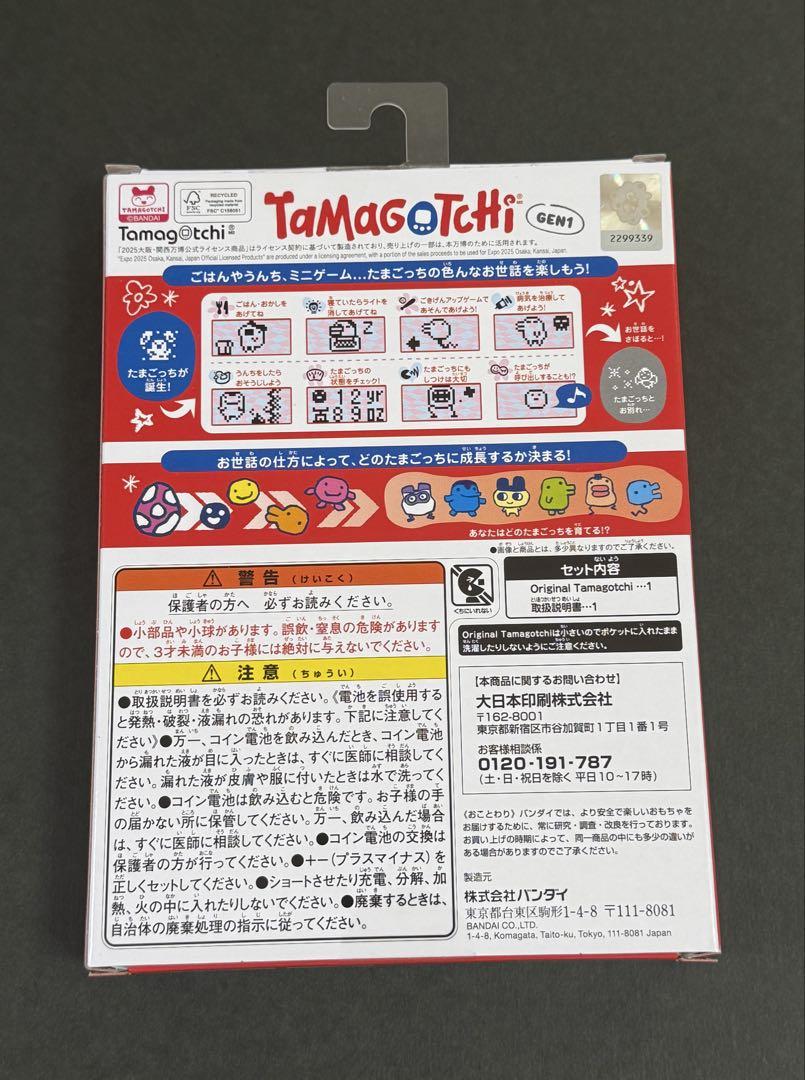 TAMAGOTCHI
©BANDAI
FSC
RECYCLED
Packaging made from recycled material
FSC® C158051
Tamagotchi
TAMAGOTCHI
GEN1
2299339
「2025大阪・関西万博公式ライセンス商品」はライセンス契約に基づいて製造されており、売り上げの一部は、本万博のために活用されます。
"Expo 2025 Osaka, Kansai, Japan Official Licensed Products" are produced under a licensing agreement, with a portion of the sales proceeds to be used for Expo 2025 Osaka, Kansai, Japan.
ごはんやうんち、ミニゲーム…たまごっちの色んなお世話を楽しもう!
たまごっちが
誕生!
ごはん・おかしを
あげてね
寝ていたらライトを
消してあげてね
ごきげんアップゲームで
あそんであげよう!
病気を治療して
あげよう!
うんちをしたら
おそうじしよう
たまごっちの
状態をチェック!
12yr
89oz
たまごっちにも
しつけは大切
たまごっちが
呼び出しすることも!?
お世話を
さぼると…!
たまごっちと
お別れ…
お世話の仕方によって、どのたまごっちに成長するか決まる!
あなたはどのたまごっちを育てる!?
●画像と商品とは、多少異なりますのでご了承ください。
警告(けいこく)
保護者の方へ 必ずお読みください。
●小部品や小球があります。誤飲・窒息の危険があります
ので、3才未満のお子様には絶対に与えないでください。
注意(ちゅうい)
●取扱説明書を必ずお読みください。《電池を誤使用する
と発熱・破裂・液漏れの恐れがあります。下記に注意してく
ださい》●万一、コイン電池を飲み込んだとき、コイン電池
から漏れた液が目に入ったときは、すぐに医師に相談してく
ださい。漏れた液が皮膚や服に付いたときは水で洗ってく
ださい。●コイン電池は飲み込むと危険です。お子様の手
の届かない所に保管してください。万一、飲み込んだ場合
は、すぐに医師に相談してください。●コイン電池の交換は
保護者の方が行ってください。●+−(プラスマイナス)を
正しくセットしてください。●ショートさせたり充電、分解、加
熱、火の中に入れたりしないでください。●廃棄するときは、
自治体の廃棄処理の指示に従ってください。
くちにいれない
セット内容
Original Tamagotchi …1
取扱説明書…1
Original Tamagotchiは小さいのでポケットに入れたまま
洗濯したりしないようにご注意ください。
【本商品に関するお問い合わせ】
大日本印刷株式会社
〒162-8001
東京都新宿区市谷加賀町1丁目1番1号
お客様相談係
0120-191-787
(土・日・祝日を除く 平日10~17時)
《おことわり》バンダイでは、より安全で楽しいおもちゃを
お届けするために、常に研究・調査・改良を行っております。
お買い上げの時期によって、同一商品の中にも多少の違いが
ある場合がありますのでご了承ください。
製造元
株式会社バンダイ
東京都台東区駒形1-4-8 〒111-8081
BANDAI CO.,LTD.
1-4-8, Komagata, Taito-ku, Tokyo, 111-8081 Japan